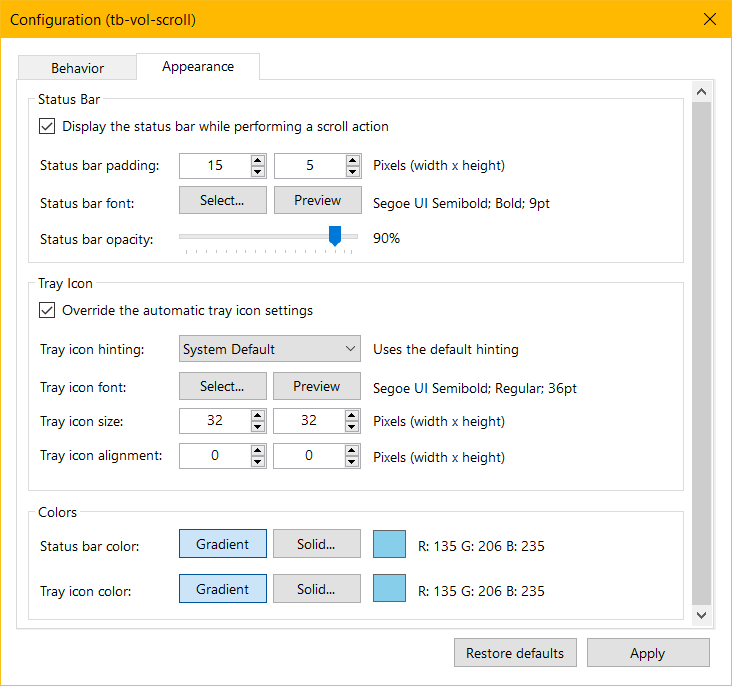 Configuration (tb-vol-scroll)
Behavior Appearance
Status Bar
Display the status bar while performing a scroll action
Status bar padding: 15 5 Pixels (width x height)
Status bar font: Select... Preview Segoe UI Semibold; Bold; 9pt
Status bar opacity: 90%
Tray Icon
Override the automatic tray icon settings
Tray icon hinting: System Default Uses the default hinting
Tray icon font: Select... Preview Segoe UI Semibold; Regular; 36pt
Tray icon size: 32 32 Pixels (width x height)
Tray icon alignment: 0 0 Pixels (width x height)
Colors
Status bar color: Gradient Solid... R: 135 G: 206 B: 235
Tray icon color: Gradient Solid... R: 135 G: 206 B: 235
Restore defaults Apply